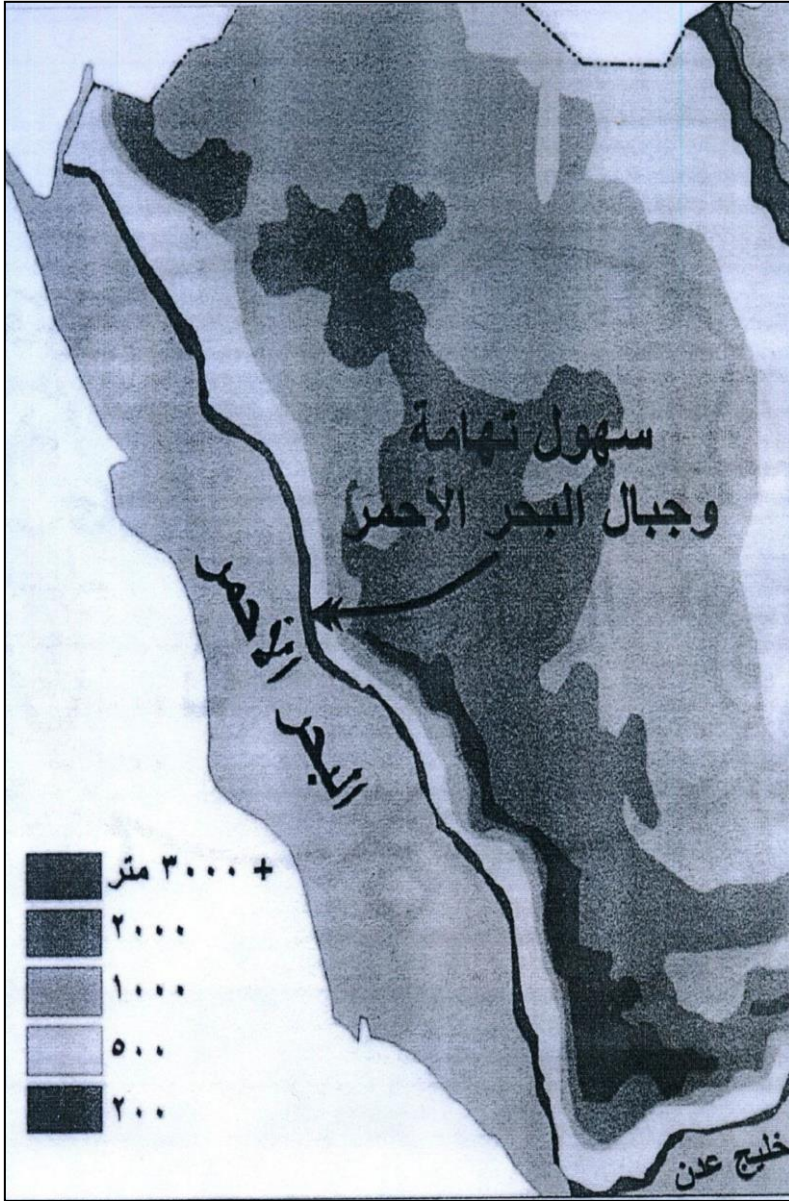 سهول تهامة
وجبال البحر الأحمر
البحر الأحمر
+ ٣٠٠٠ متر
٢٠٠٠
١٠٠٠
٥٠٠
٢٠٠
خليج عدن